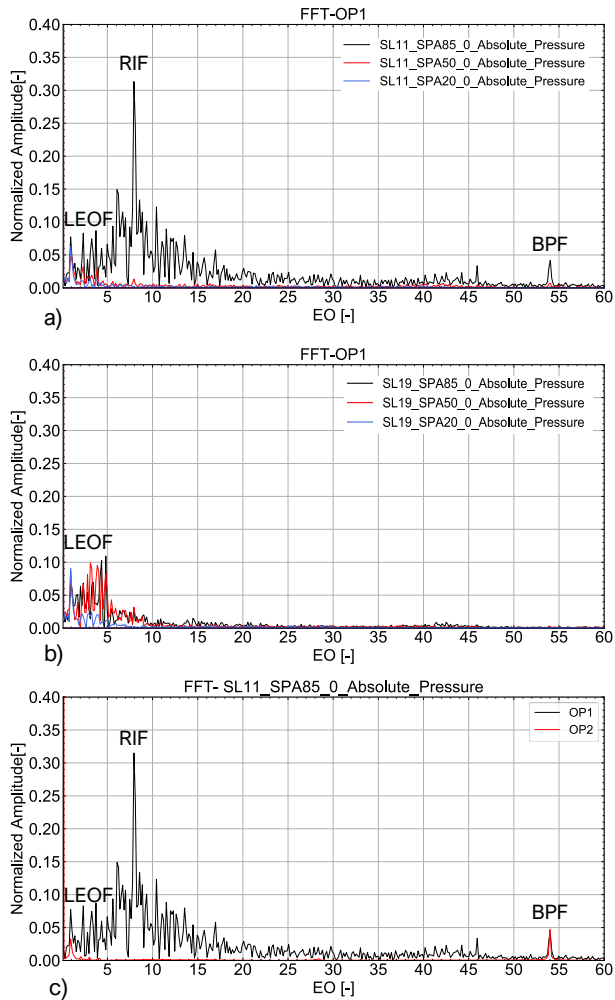 FFT-OP1
0.40
0.35
0.30
0.25
0.20
0.15
0.10
0.05
0.00
Normalized Amplitude[-]
SL11_SPA85_0_Absolute_Pressure
SL11_SPA50_0_Absolute_Pressure
SL11_SPA20_0_Absolute_Pressure
RIF
LEOF
BPF
5 10 15 20 25 30 35 40 45 50 55 60
EO [-]
a)
FFT-OP1
0.40
0.35
0.30
0.25
0.20
0.15
0.10
0.05
0.00
Normalized Amplitude[-]
SL19_SPA85_0_Absolute_Pressure
SL19_SPA50_0_Absolute_Pressure
SL19_SPA20_0_Absolute_Pressure
LEOF
5 10 15 20 25 30 35 40 45 50 55 60
EO [-]
b)
FFT- SL11_SPA85_0_Absolute_Pressure
0.40
0.35
0.30
0.25
0.20
0.15
0.10
0.05
0.00
Normalized Amplitude[-]
OP1
OP2
RIF
LEOF
BPF
5 10 15 20 25 30 35 40 45 50 55 60
EO [-]
c)